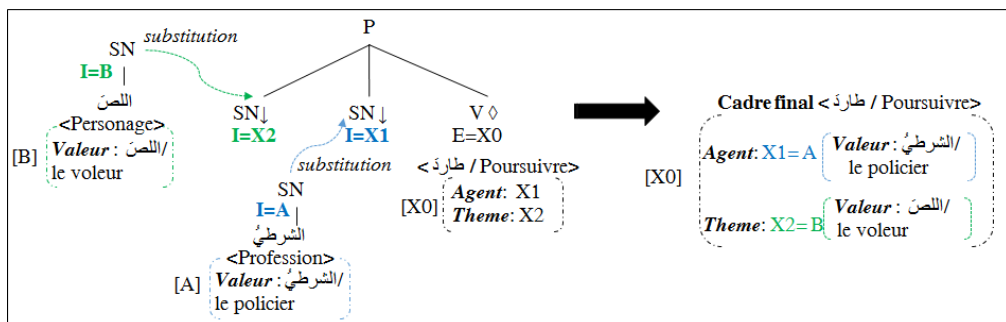 substitution
SN
I=B
اللصّ
<Personage>
[B]
Valeur : اللصّ/
le voleur
P
SN↓
I=X2
SN↓
I=X1
V ◊
E=X0
substitution
SN
I=A
الشرطيُّ
<Profession>
[A]
Valeur : الشرطيُّ/
le policier
< طاردَ / Poursuivre>
[X0]
Agent: X1
Theme: X2
Cadre final < طاردَ / Poursuivre>
[X0]
Agent: X1= A
Valeur : الشرطيُّ/
le policier
Theme: X2= B
Valeur : اللصّ/
le voleur